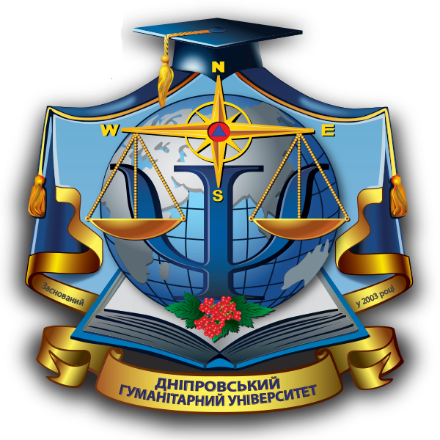 N
W E
S
Заснований
у 2003 році
ДНІПРОВСЬКИЙ
ГУМАНІТАРНИЙ УНІВЕРСИТЕТ